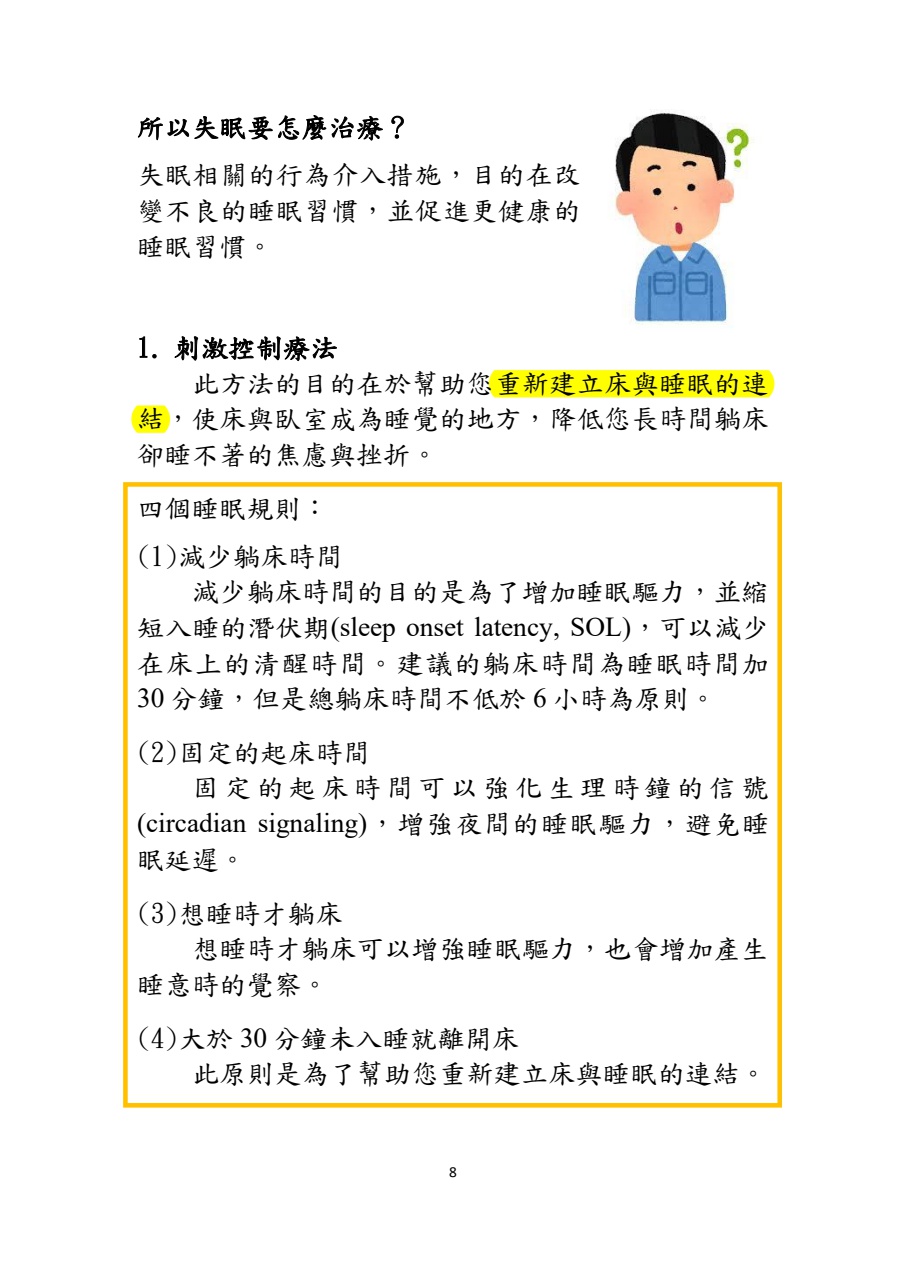 所以失眠要怎麼治療？
失眠相關的行為介入措施，目的在改
變不良的睡眠習慣，並促進更健康的
睡眠習慣。
?
1. 刺激控制療法
此方法的目的在於幫助您重新建立床與睡眠的連
結，使床與臥室成為睡覺的地方，降低您長時間躺床
卻睡不著的焦慮與挫折。
四個睡眠規則：
(1)減少躺床時間
減少躺床時間的目的是為了增加睡眠驅力，並縮
短入睡的潛伏期(sleep onset latency, SOL)，可以減少
在床上的清醒時間。建議的躺床時間為睡眠時間加
30 分鐘，但是總躺床時間不低於 6 小時為原則。
(2)固定的起床時間
固定的起床時間可以強化生理時鐘的信號
(circadian signaling)，增強夜間的睡眠驅力，避免睡
眠延遲。
(3)想睡時才躺床
想睡時才躺床可以增強睡眠驅力，也會增加產生
睡意時的覺察。
(4)大於 30 分鐘未入睡就離開床
此原則是為了幫助您重新建立床與睡眠的連結。
8